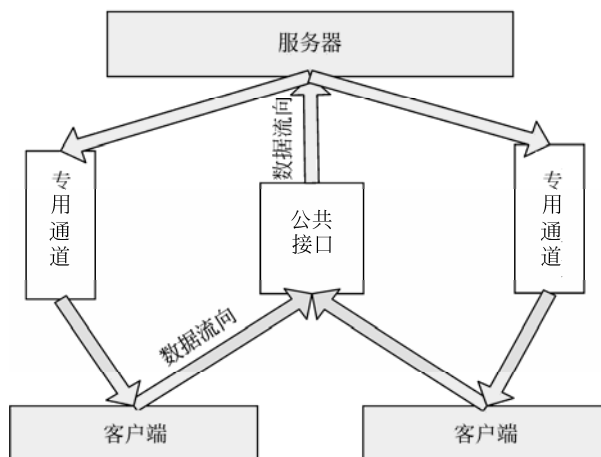 服务器
数据流向
专用通道
公共
接口
专用通道
数据流向
客户端
客户端